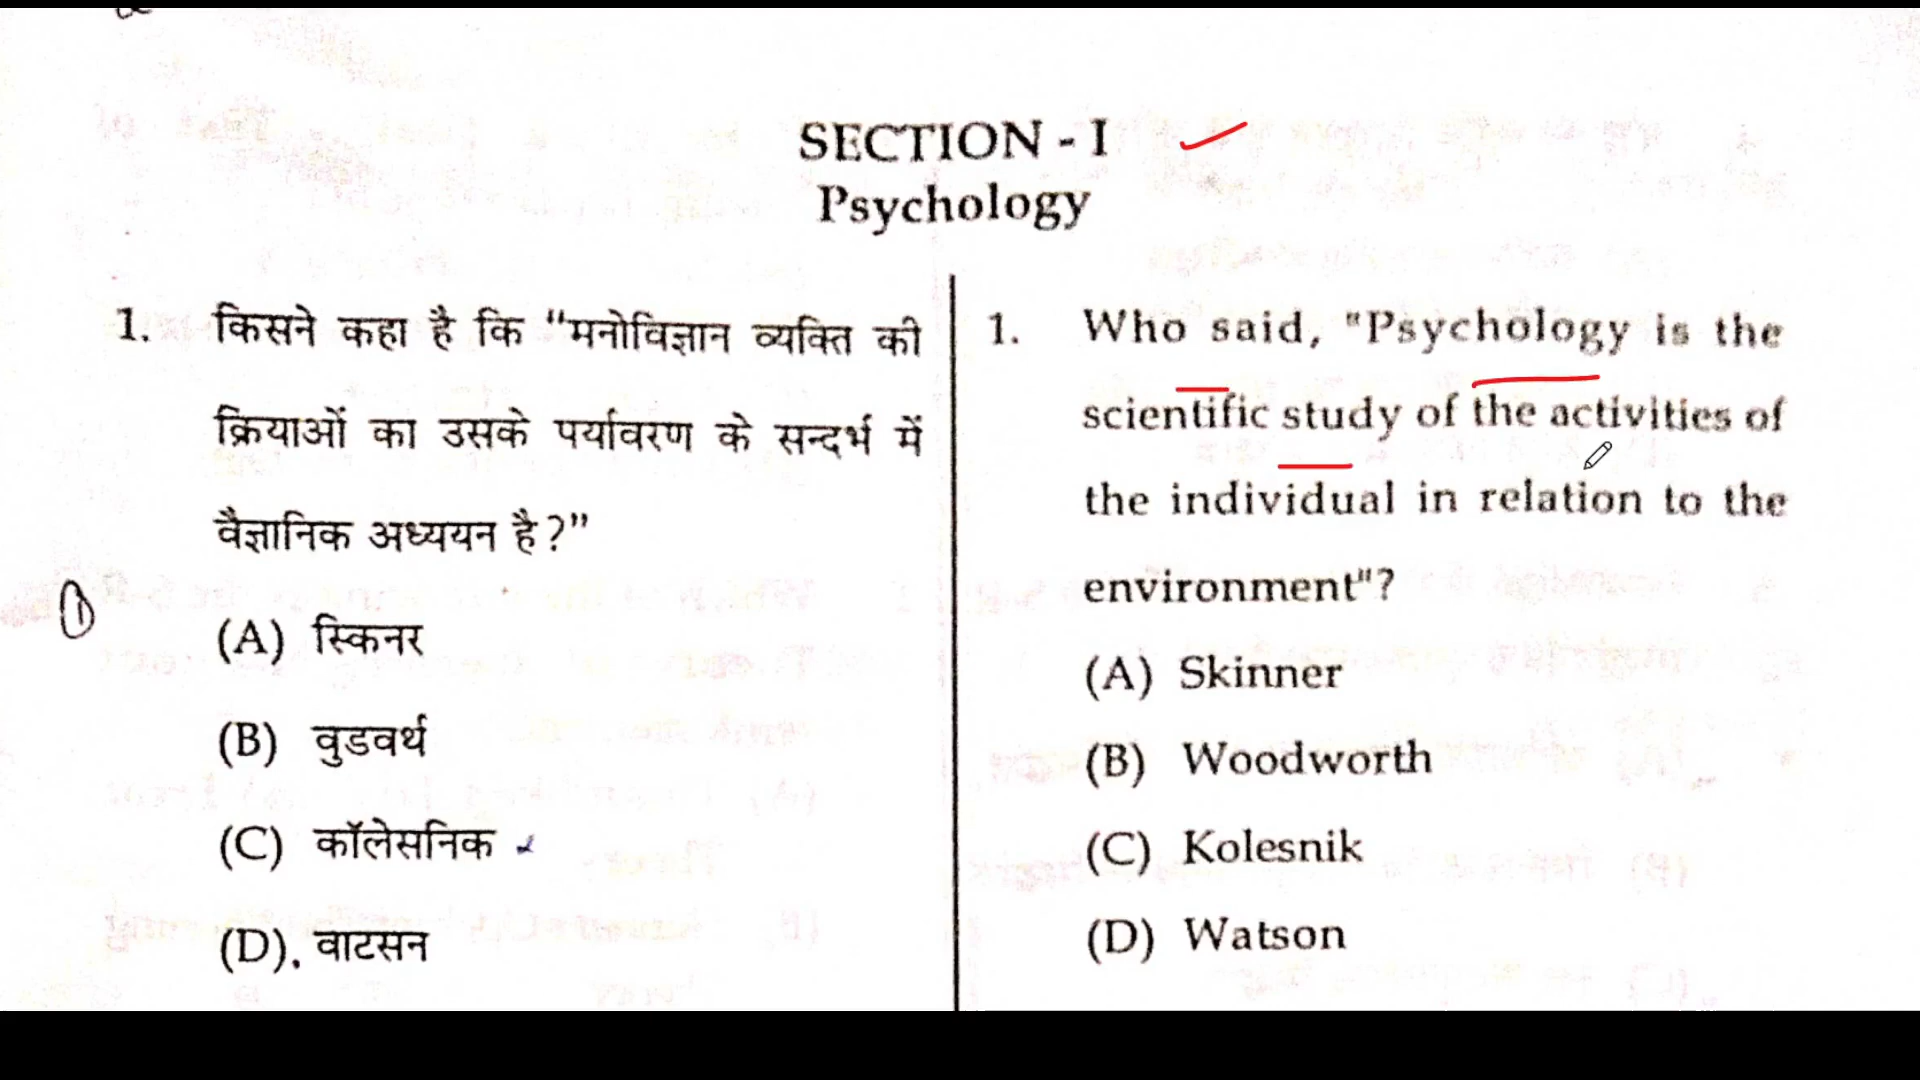 SECTION - I
Psychology
1. किसने कहा है कि “मनोविज्ञान व्यक्ति की
क्रियाओं का उसके पर्यावरण के सन्दर्भ में
वैज्ञानिक अध्ययन है?”
(A) स्किनर
(B) वुडवर्थ
(C) कॉलेसनिक
(D). वाटसन
1
1. Who said, "Psychology is the
scientific study of the activities of
the individual in relation to the
environment"?
(A) Skinner
(B) Woodworth
(C) Kolesnik
(D) Watson